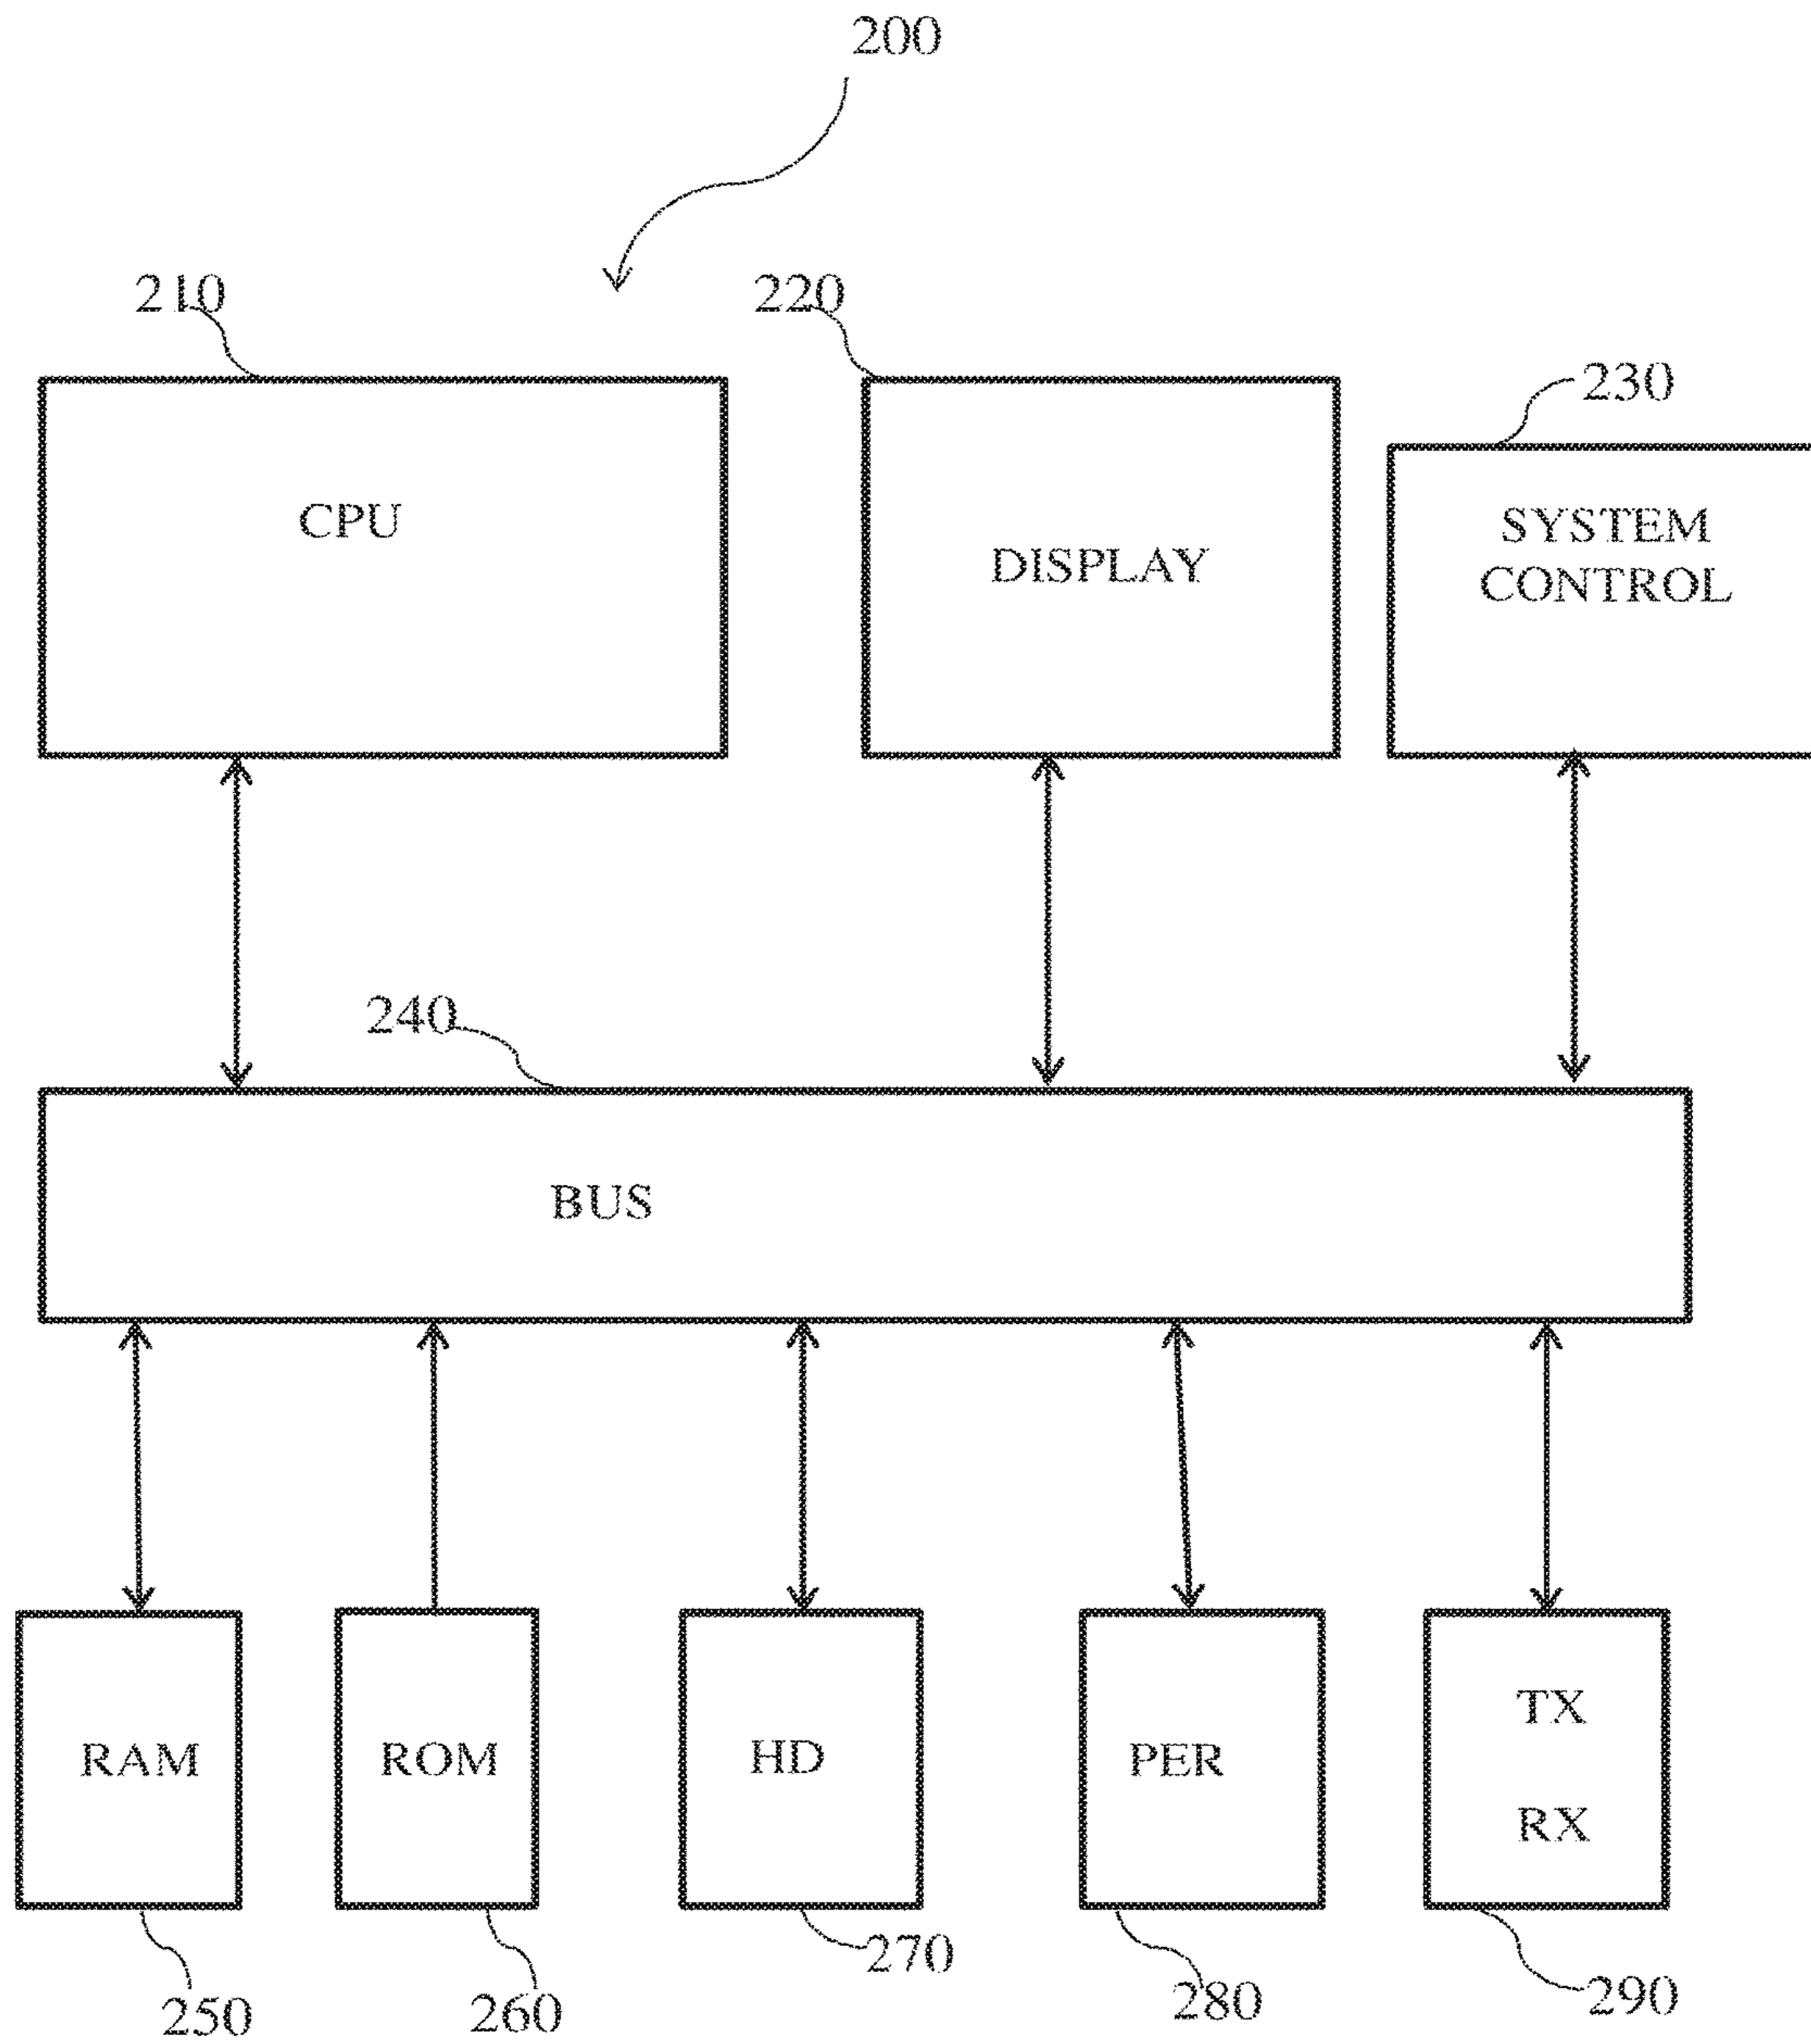 200
210
220
230
CPU
DISPLAY
SYSTEM
CONTROL
240
BUS
RAM
ROM
HD
PER
TX
RX
250
260
270
280
290